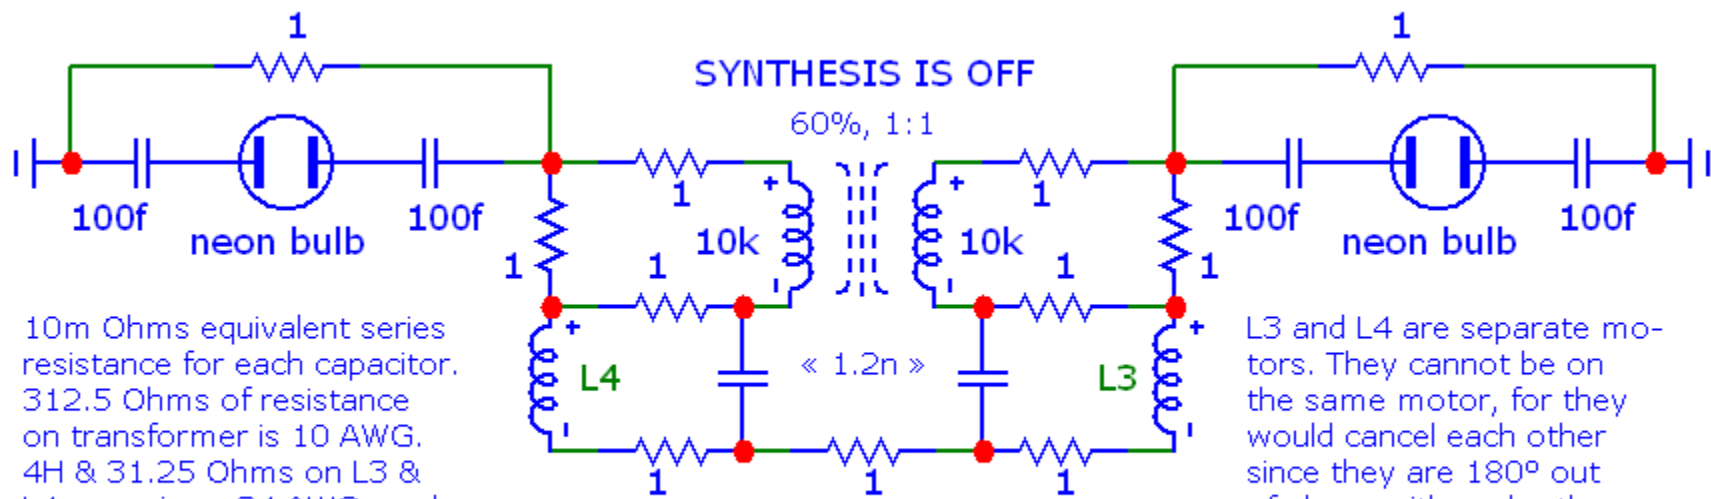 1
1
SYNTHESIS IS OFF
60%, 1:1
1
1
100f
100f
neon bulb
10k
10k
100f
100f
neon bulb
1
1
1
1
+
-
+
-
10m Ohms equivalent series
resistance for each capacitor.
312.5 Ohms of resistance
on transformer is 10 AWG.
4H & 31.25 Ohms on L3 &
+
L4
-
« 1.2n »
L3
+
-
L3 and L4 are separate mo-
tors. They cannot be on
the same motor, for they
would cancel each other
since they are 180º out
1
1
1